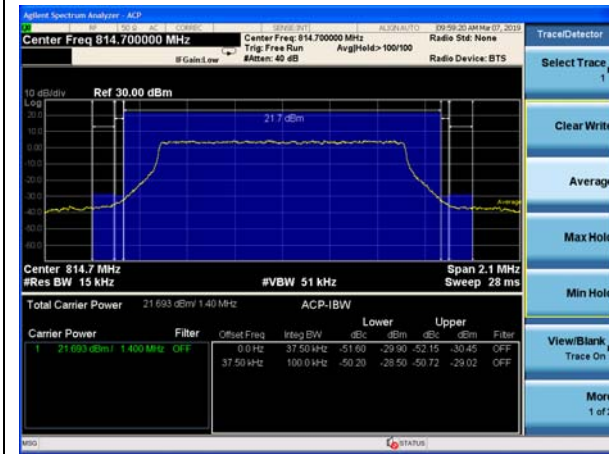 Agilent Spectrum Analyzer - ACP
RF 50 Ω AC CORREC SENSE:INT ALIGN AUTO 09:59:20 AM Mar 07, 2019
Center Freq 814.700000 MHz
Center Freq: 814.700000 MHz Radio Std: None
Trig: Free Run Avg|Hold:> 100/100
IFGain:Low #Atten: 40 dB Radio Device: BTS
10 dB/div Ref 30.00 dBm
Log
20.0
10.0
0.00
-10.0
-20.0
-30.0
-40.0
-50.0
-60.0
21.7 dBm
Average
Center 814.7 MHz Span 2.1 MHz
#Res BW 15 kHz #VBW 51 kHz Sweep 28 ms
Total Carrier Power 21.693 dBm/ 1.40 MHz ACP-IBW
Lower Upper
Carrier Power Filter Offset Freq Integ BW dBc dBm dBc dBm Filter
1 21.693 dBm / 1.400 MHz OFF 0.0 Hz 37.50 kHz -51.60 -29.90 -52.15 -30.45 OFF
37.50 kHz 100.0 kHz -50.20 -28.50 -50.72 -29.02 OFF
MSG STATUS
Trace/Detector
Select Trace
1
Clear Write
Average
Max Hold
Min Hold
View/Blank
Trace On
More
1 of